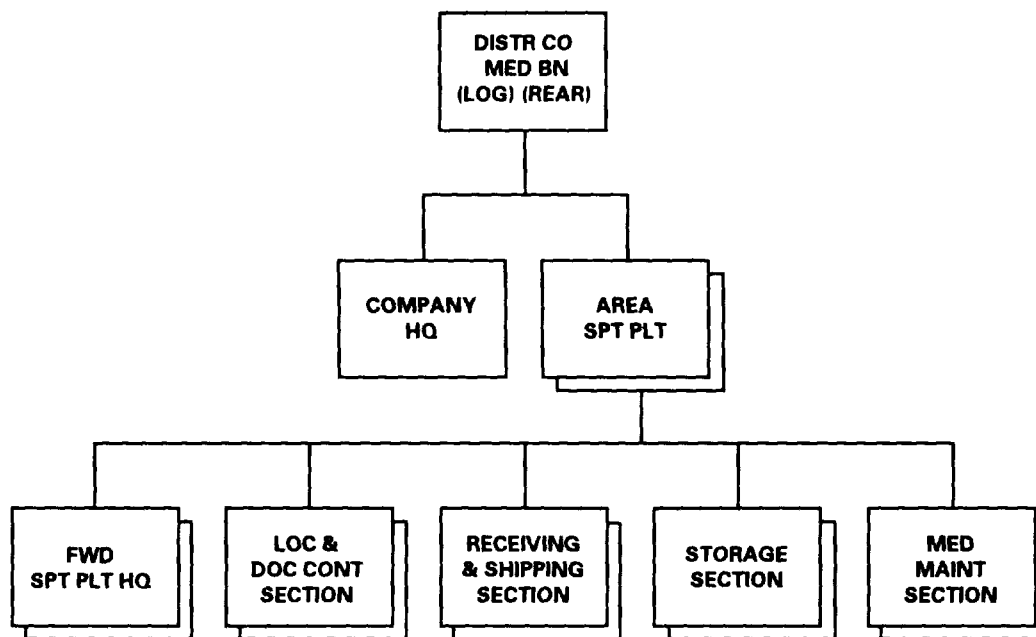 DISTR CO
MED BN
(LOG) (REAR)
COMPANY
HQ
AREA
SPT PLT
FWD
SPT PLT HQ
LOC &
DOC CONT
SECTION
RECEIVING
& SHIPPING
SECTION
STORAGE
SECTION
MED
MAINT
SECTION